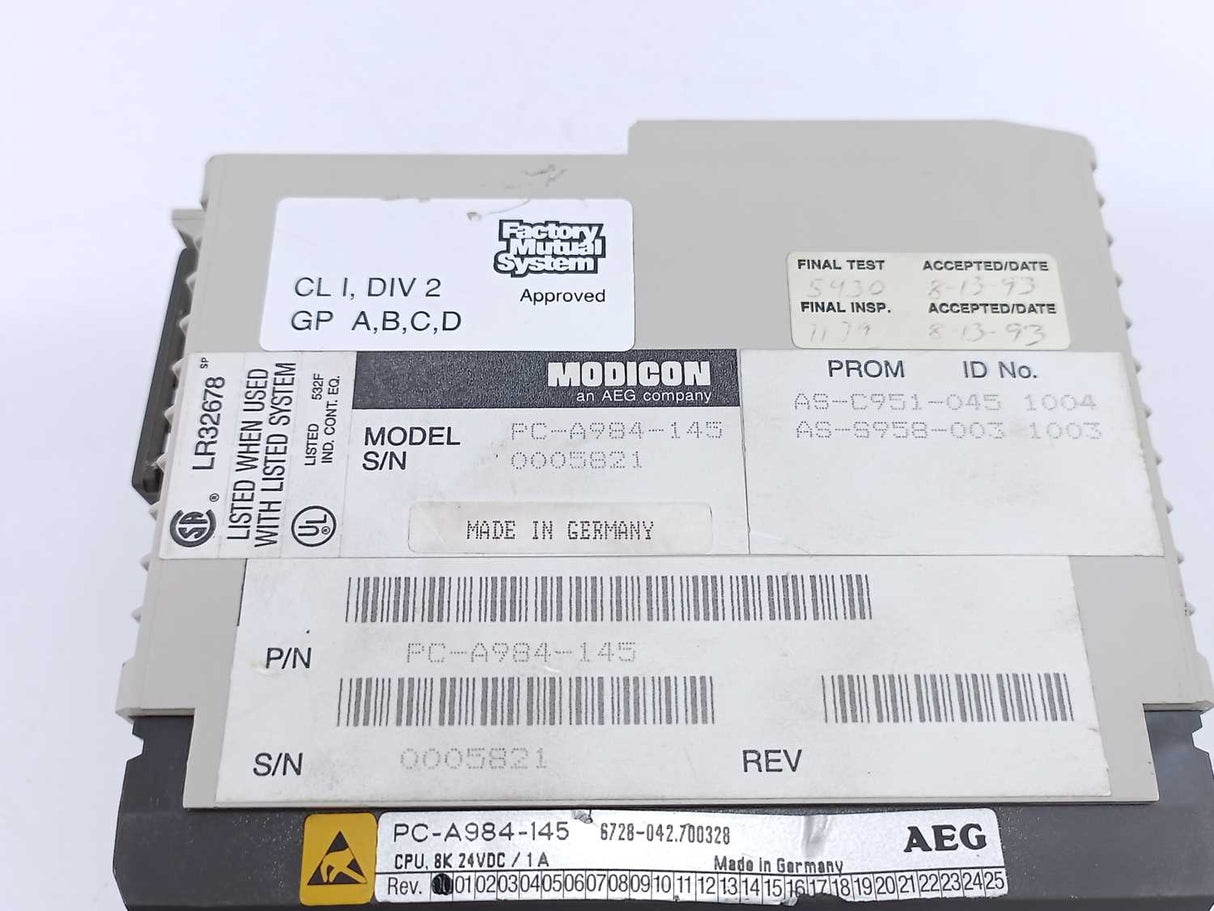 Factory
Mutual
System
Approved
CL I, DIV 2
GP A,B,C,D
FINAL TEST ACCEPTED/DATE
5430 8-13-93
FINAL INSP. ACCEPTED/DATE
8-13-93
SP
LR32678
SA ®
LISTED WHEN USED
WITH LISTED SYSTEM
LISTED 532F
IND. CONT. EQ.
UL ®
MODICON
an AEG company
MODEL PC-A984-145
S/N 0005821
MADE IN GERMANY
PROM ID No.
AS-C951-045 1004
AS-S958-003 1003
P/N PC-A984-145
S/N 0005821
REV
PC-A984-145 6728-042.700328
AEG
CPU, 8K 24VDC / 1 A
Made in Germany
Rev. 01 02 03 04 05 06 07 08 09 10 11 12 13 14 15 16 17 18 19 20 21 22 23 24 25